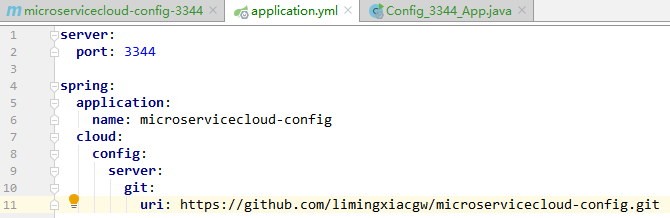 microservicecloud-config-3344 application.yml Config_3344_App.java
1 server:
2   port: 3344
3
4 spring:
5   application:
6     name: microservicecloud-config
7   cloud:
8     config:
9       server:
10         git:
11           uri: https://github.com/limingxiacgw/microservicecloud-config.git